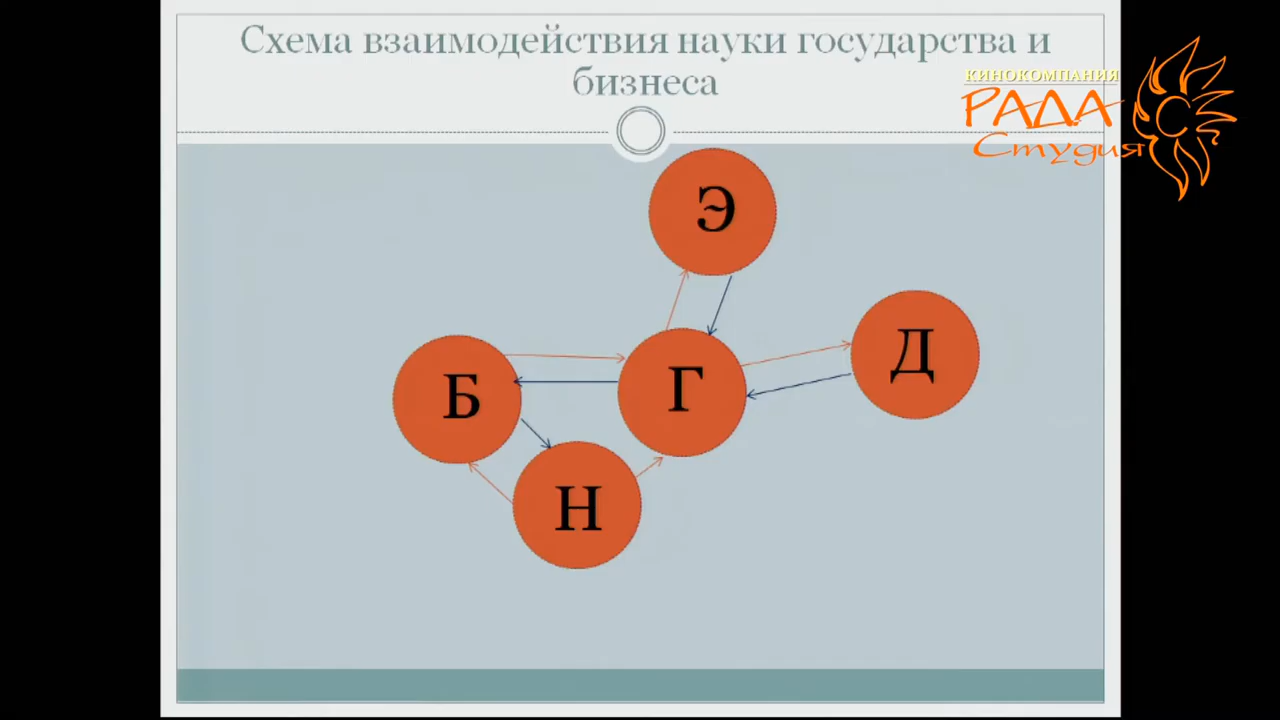 Схема взаимодействия науки государства и
бизнеса
КИНОКОМПАНИЯ
РАДА
Студия
Э
Д
Г
Б
Н